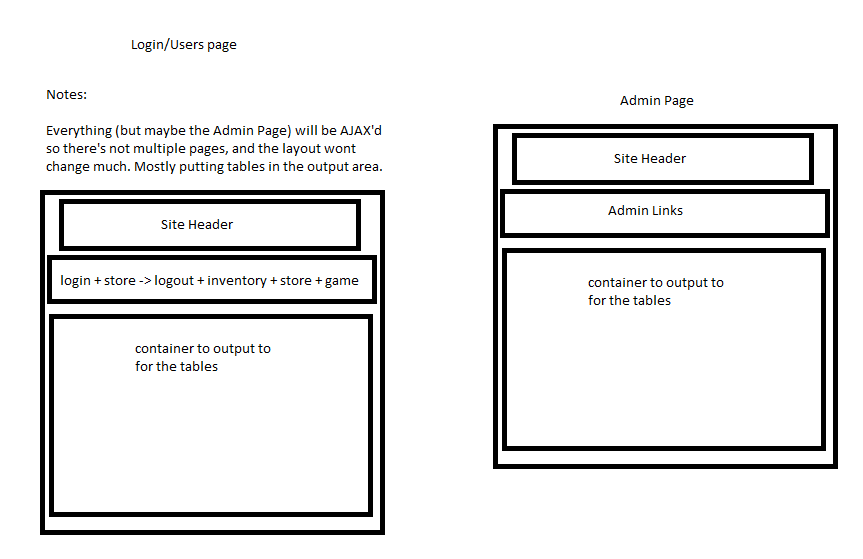 Login/Users page
Notes:
Everything (but maybe the Admin Page) will be AJAX'd
so there's not multiple pages, and the layout wont
change much. Mostly putting tables in the output area.
Site Header
login + store -> logout + inventory + store + game
container to output to
for the tables
Admin Page
Site Header
Admin Links
container to output to
for the tables